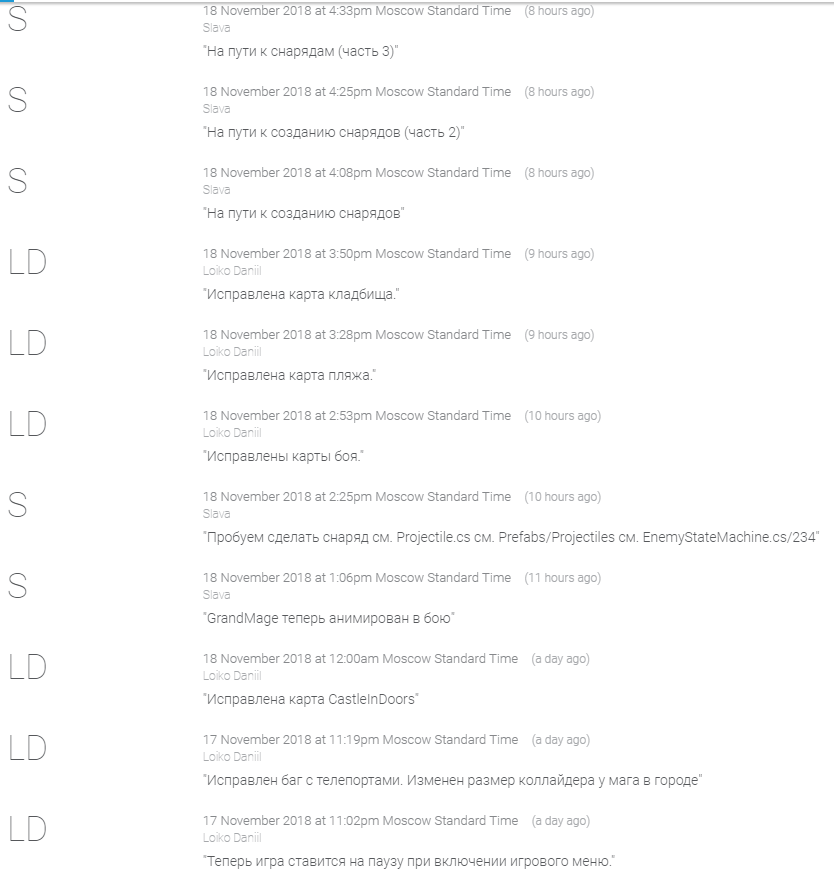 S
18 November 2018 at 4:33pm Moscow Standard Time (8 hours ago)
Slava
"На пути к снарядам (часть 3)"
S
18 November 2018 at 4:25pm Moscow Standard Time (8 hours ago)
Slava
"На пути к созданию снарядов (часть 2)"
S
18 November 2018 at 4:08pm Moscow Standard Time (8 hours ago)
Slava
"На пути к созданию снарядов"
LD
18 November 2018 at 3:50pm Moscow Standard Time (9 hours ago)
Loiko Daniil
"Исправлена карта кладбища."
LD
18 November 2018 at 3:28pm Moscow Standard Time (9 hours ago)
Loiko Daniil
"Исправлена карта пляжа."
LD
18 November 2018 at 2:53pm Moscow Standard Time (10 hours ago)
Loiko Daniil
"Исправлены карты боя."
S
18 November 2018 at 2:25pm Moscow Standard Time (10 hours ago)
Slava
"Пробуем сделать снаряд см. Projectile.cs см. Prefabs/Projectiles см. EnemyStateMachine.cs/234"
S
18 November 2018 at 1:06pm Moscow Standard Time (11 hours ago)
Slava
"GrandMage теперь анимирован в бою"
LD
18 November 2018 at 12:00am Moscow Standard Time (a day ago)
Loiko Daniil
"Исправлена карта CastleInDoors"
LD
17 November 2018 at 11:19pm Moscow Standard Time (a day ago)
Loiko Daniil
"Исправлен баг с телепортами. Изменен размер коллайдера у мага в городе"
LD
17 November 2018 at 11:02pm Moscow Standard Time (a day ago)
Loiko Daniil
"Теперь игра ставится на паузу при включении игрового меню."